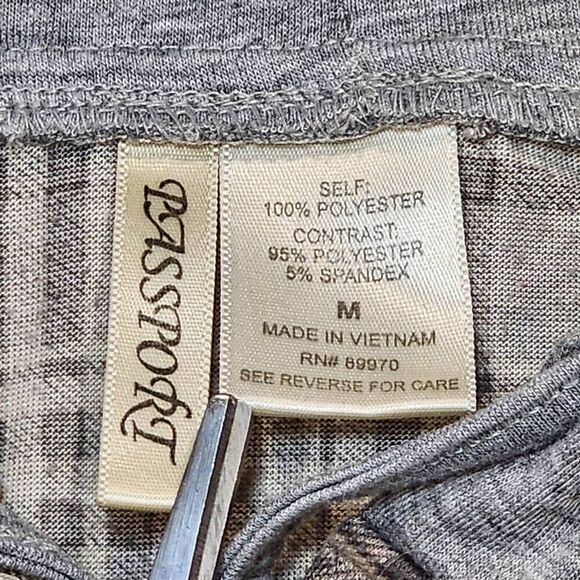 PASSPORT
SELF:
100% POLYESTER
CONTRAST:
95% POLYESTER
5% SPANDEX
M
MADE IN VIETNAM
RN# 89970
SEE REVERSE FOR CARE